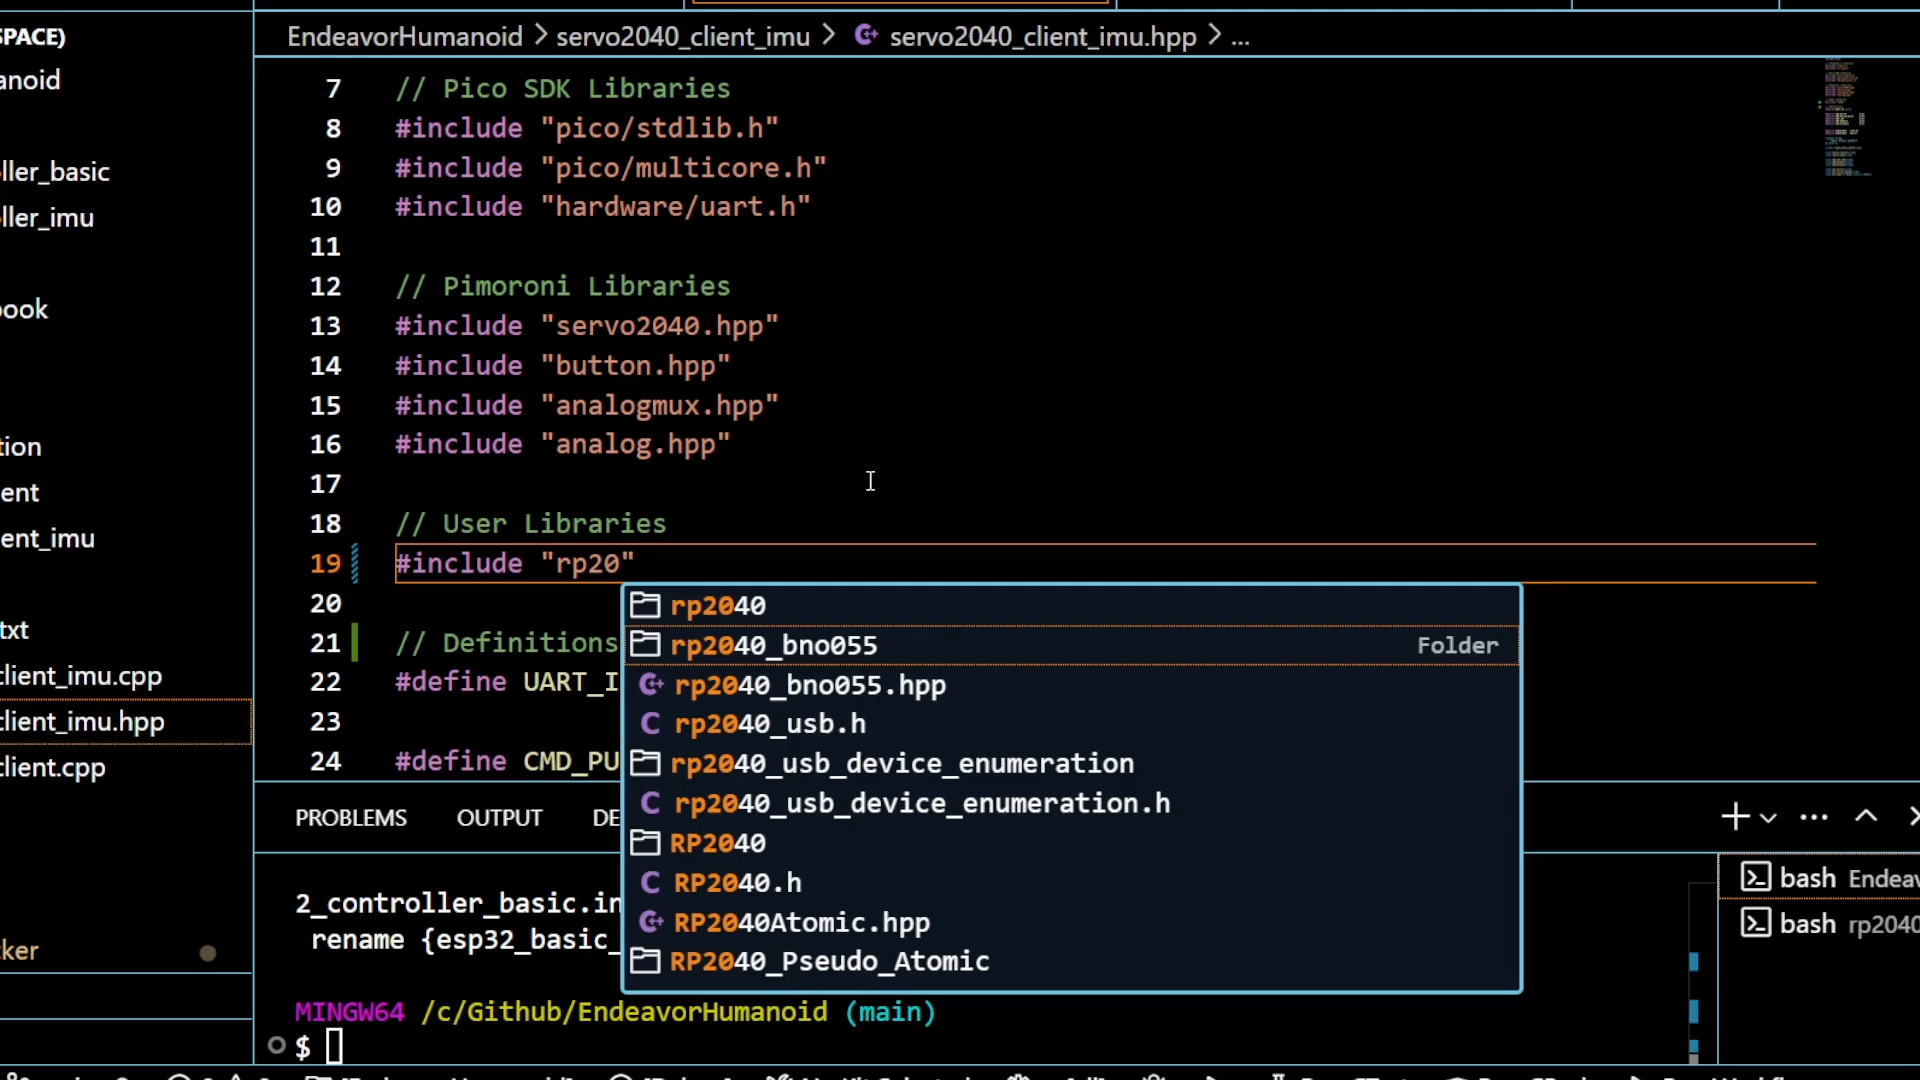 SPACE)
anoid
ller_basic
ller_imu
ook
tion
ent
ent_imu
txt
client_imu.cpp
client_imu.hpp
client.cpp
cker
EndeavorHumanoid > servo2040_client_imu > servo2040_client_imu.hpp > ...
7 // Pico SDK Libraries
8 #include "pico/stdlib.h"
9 #include "pico/multicore.h"
10 #include "hardware/uart.h"
11
12 // Pimoroni Libraries
13 #include "servo2040.hpp"
14 #include "button.hpp"
15 #include "analogmux.hpp"
16 #include "analog.hpp"
17
18 // User Libraries
19 #include "rp20"
20
21 // Definitions
22 #define UART_I
23
24 #define CMD_PU
rp2040
rp2040_bno055 Folder
rp2040_bno055.hpp
rp2040_usb.h
rp2040_usb_device_enumeration
rp2040_usb_device_enumeration.h
RP2040
RP2040.h
RP2040Atomic.hpp
RP2040_Pseudo_Atomic
PROBLEMS OUTPUT DE
2_controller_basic.in
rename {esp32_basic_
MINGW64 /c/Github/EndeavorHumanoid (main)
$
bash Endeav
bash rp2040